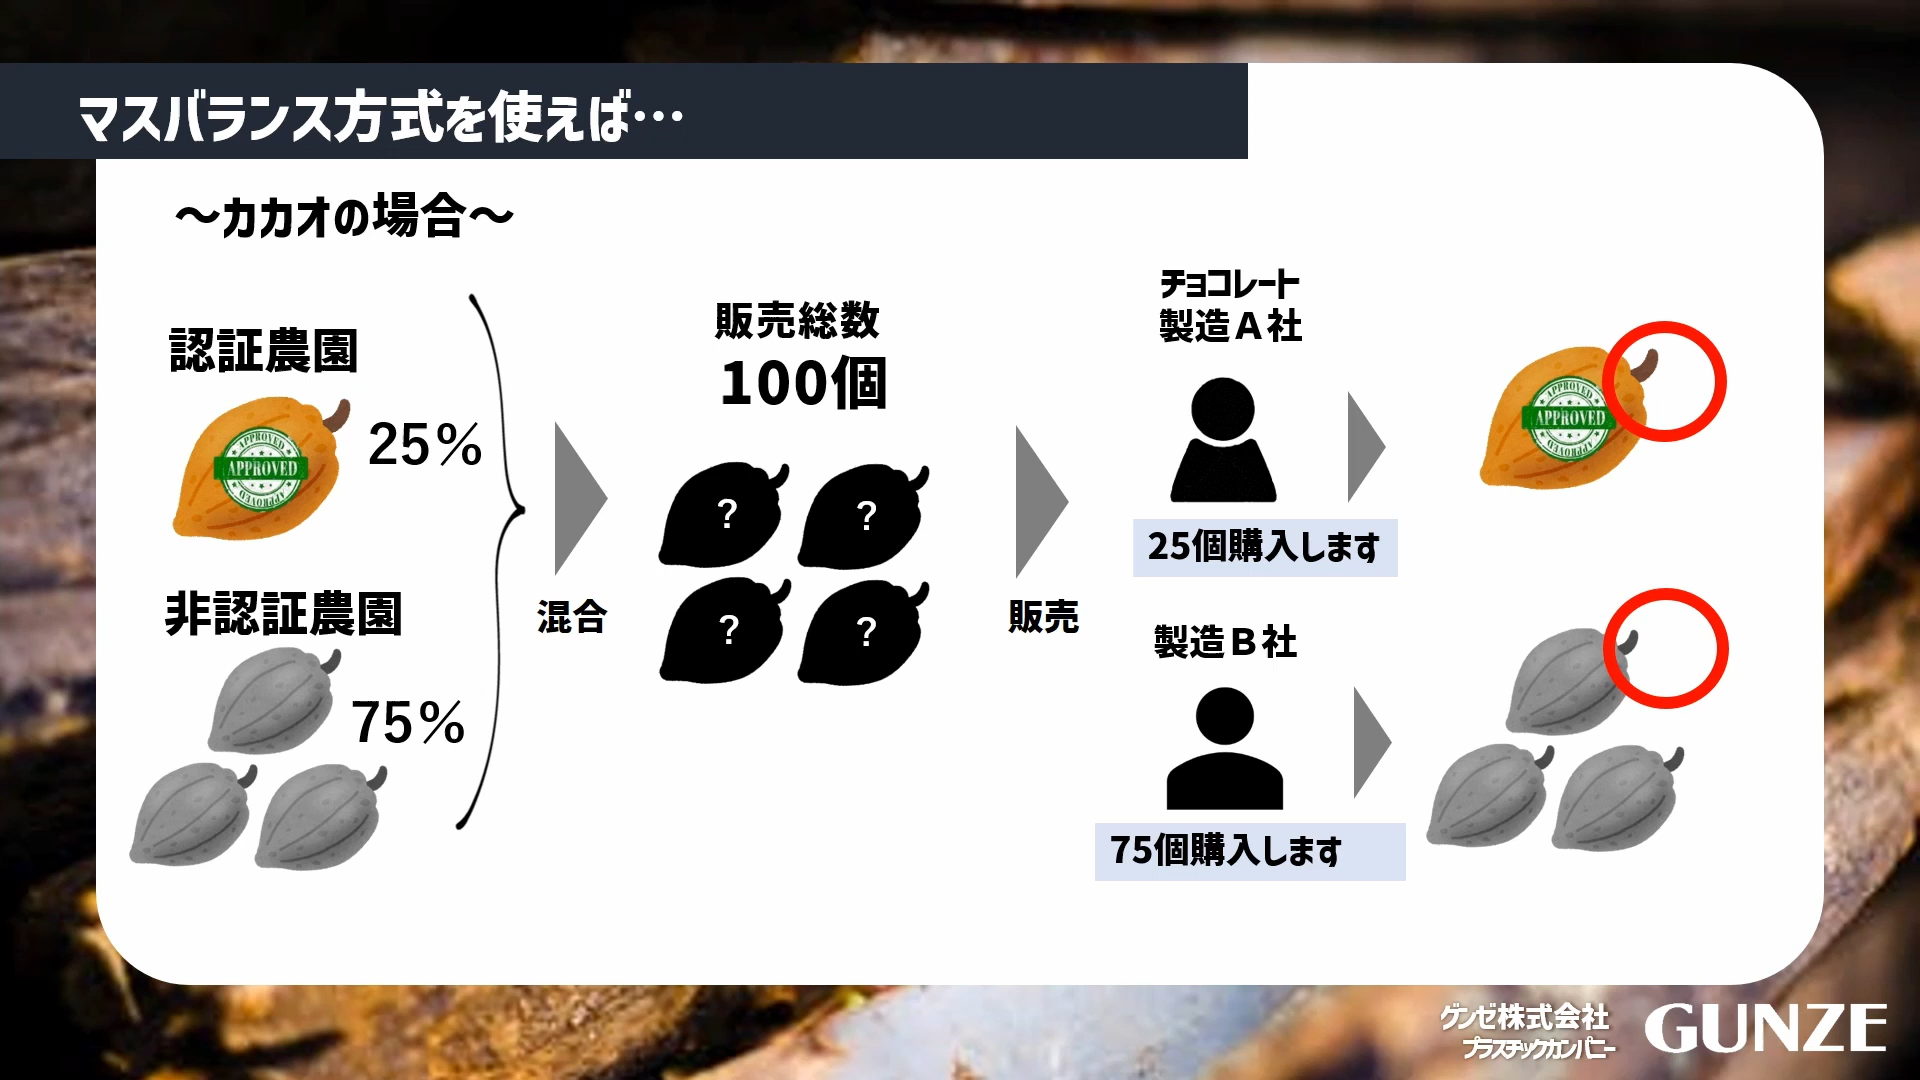 マスバランス方式を使えば…
～カカオの場合～
認証農園
APPROVED
APPROVED
APPROVED
25%
非認証農園
75%
混合
販売総数
100個
?
?
?
?
販売
チョコレート
製造A社
25個購入します
APPROVED
APPROVED
APPROVED
製造B社
75個購入します
グンゼ株式会社
プラスチックカンパニー
GUNZE